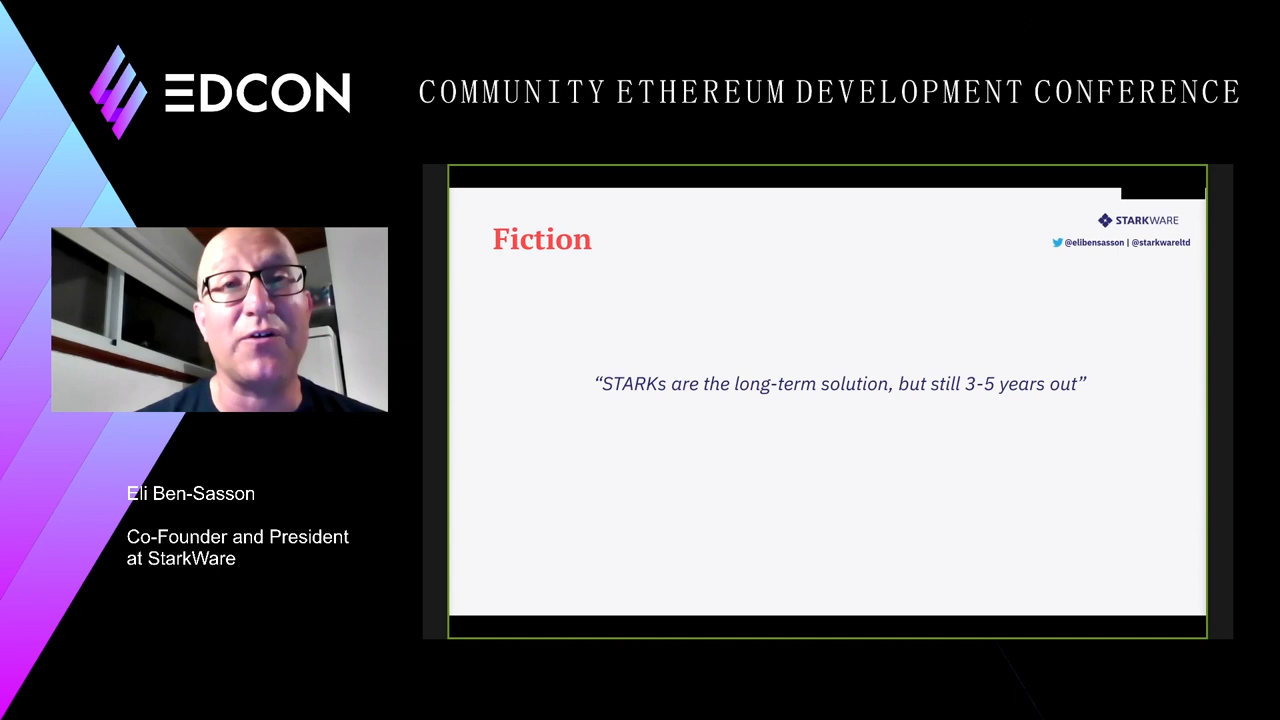 EDCON
COMMUNITY ETHEREUM DEVELOPMENT CONFERENCE
STARKWARE
@elibensasson | @starkwareltd
Fiction
“STARKs are the long-term solution, but still 3-5 years out”
Eli Ben-Sasson
Co-Founder and President
at StarkWare